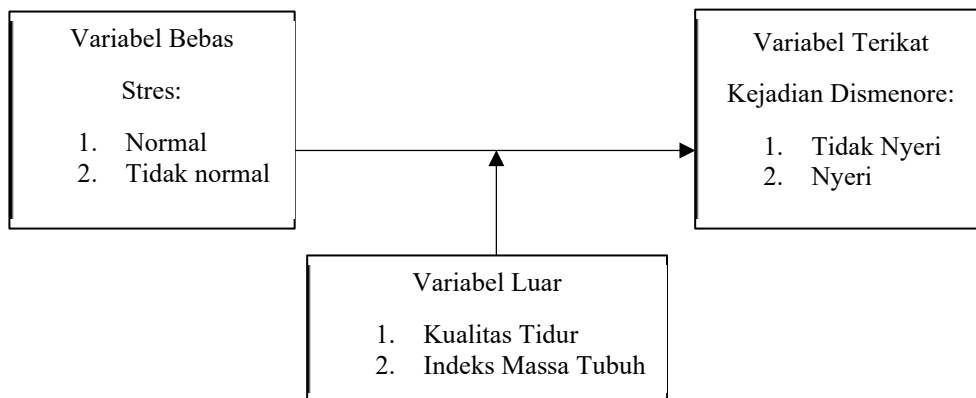 Variabel Bebas
Stres:
1. Normal
2. Tidak normal
Variabel Terikat
Kejadian Dismenore:
1. Tidak Nyeri
2. Nyeri
Variabel Luar
1. Kualitas Tidur
2. Indeks Massa Tubuh